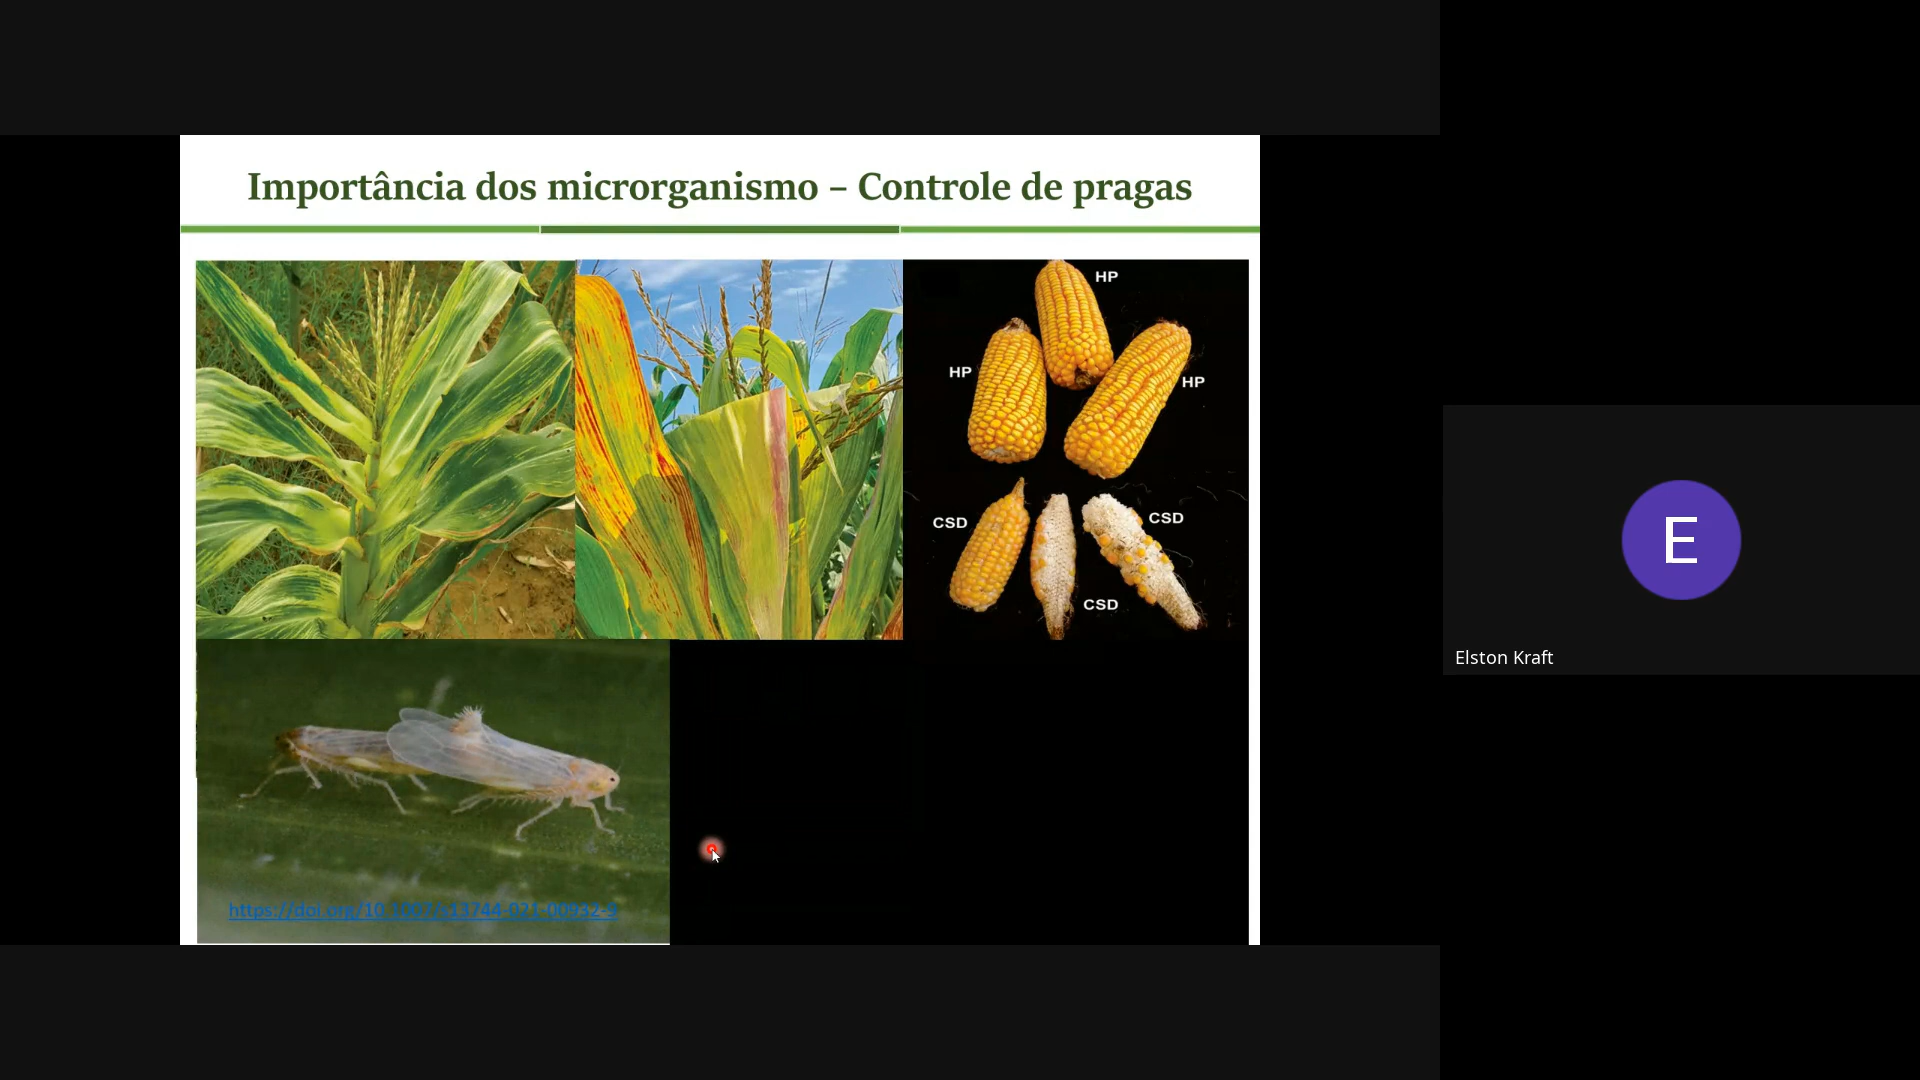 Importância dos microrganismo – Controle de pragas
HP
HP
HP
CSD
CSD
CSD
https://doi.org/10.1007/s13744-021-00932-9
E
Elston Kraft